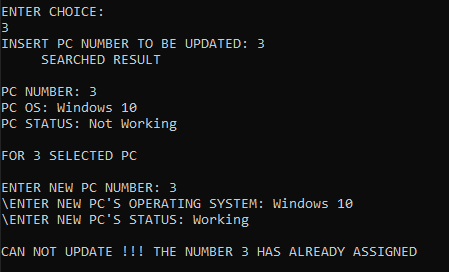 ENTER CHOICE:
3
INSERT PC NUMBER TO BE UPDATED: 3
SEARCHED RESULT
PC NUMBER: 3
PC OS: Windows 10
PC STATUS: Not Working
FOR 3 SELECTED PC
ENTER NEW PC NUMBER: 3
\ENTER NEW PC'S OPERATING SYSTEM: Windows 10
\ENTER NEW PC'S STATUS: Working
CAN NOT UPDATE !!! THE NUMBER 3 HAS ALREADY ASSIGNED